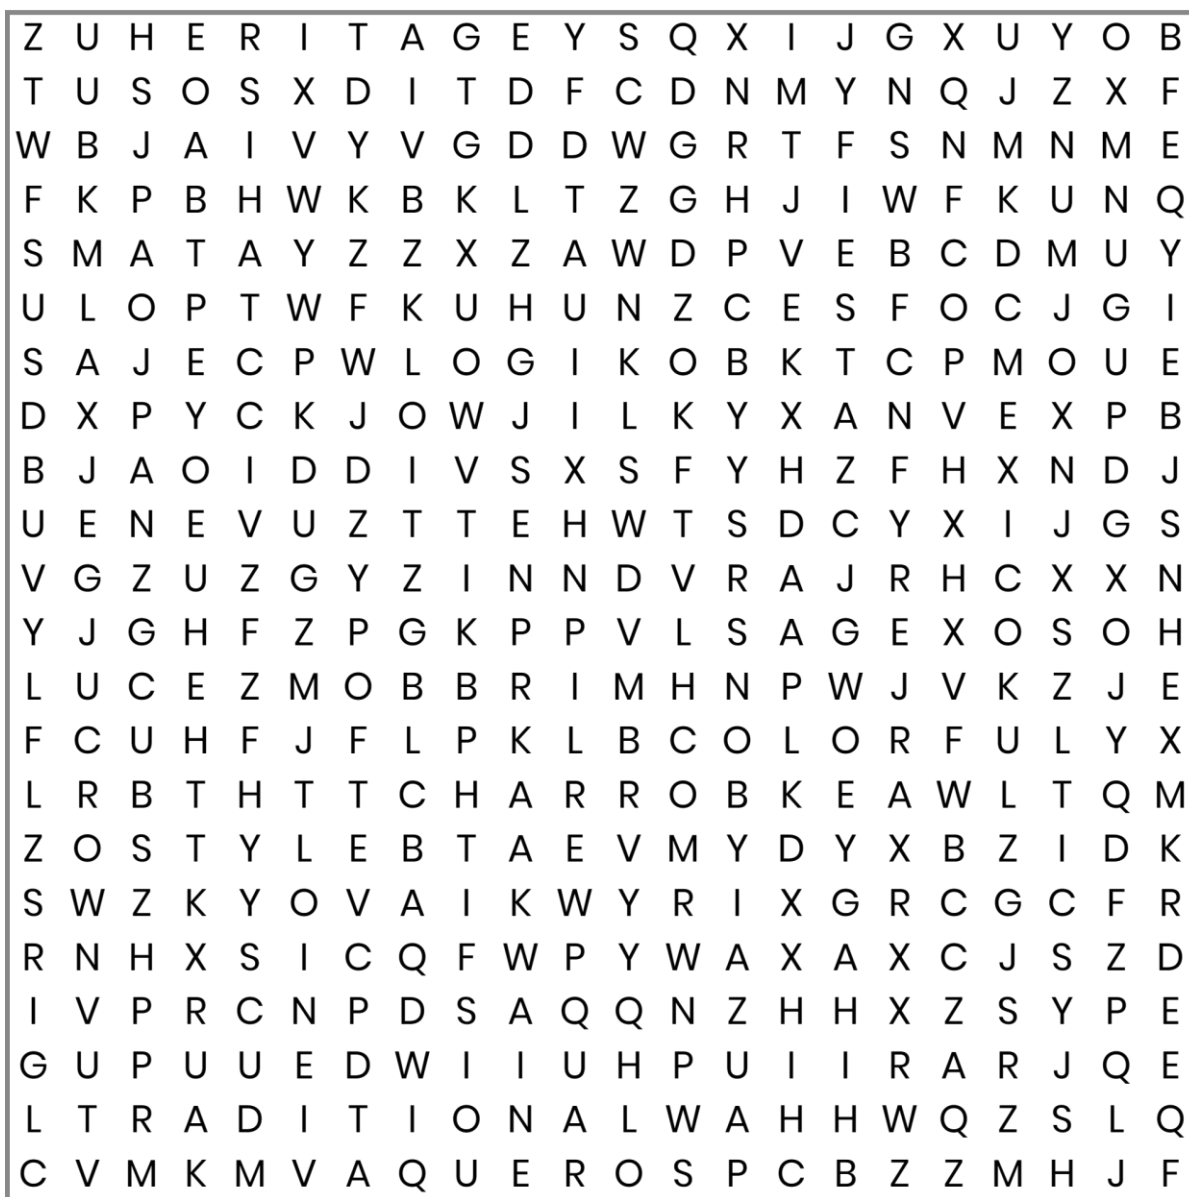 Z U H E R I T A G E Y S Q X I J G X U Y O B
T U S O S X D I T D F C D N M Y N Q J Z X F
W B J A I V Y V G D D W G R T F S N M N M E
F K P B H W K B K L T Z G H J I W F K U N Q
S M A T A Y Z Z X Z A W D P V E B C D M U Y
U L O P T W F K U H U N Z C E S F O C J G I
S A J E C P W L O G I K O B K T C P M O U E
D X P Y C K J O W J I L K Y X A N V E X P B
B J A O I D D I V S X S F Y H Z F H X N D J
U E N E V U Z T T E H W T S D C Y X I J G S
V G Z U Z G Y Z I N N D V R A J R H C X X N
Y J G H F Z P G K P P V L S A G E X O S O H
L U C E Z M O B B R I M H N P W J V K Z J E
F C U H F J F L P K L B C O L O R F U L Y X
L R B T H T T C H A R R O B K E A W L T Q M
Z O S T Y L E B T A E V M Y D Y X B Z I D K
S W Z K Y O V A I K W Y R I X G R C G C F R
R N H X S I C Q F W P Y W A X A X C J S Z D
I V P R C N P D S A Q Q N Z H H X Z S Y P E
G U P U U E D W I I U H P U I I R A R J Q E
L T R A D I T I O N A L W A H H W Q Z S L Q
C V M K M V A Q U E R O S P C B Z Z M H J F